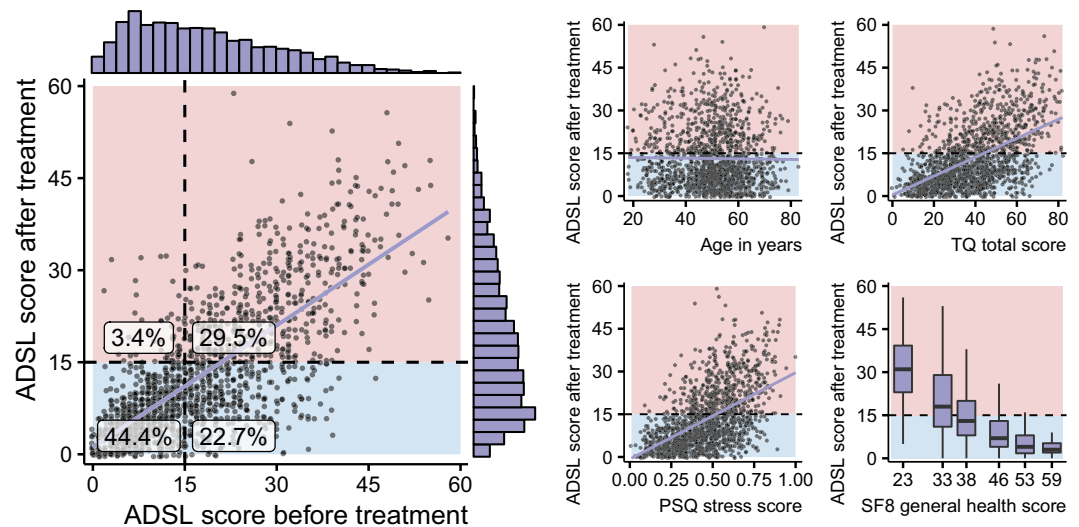 60
45
30
15
0
ADSL score after treatment
3.4%
29.5%
44.4%
22.7%
0 15 30 45 60
ADSL score before treatment
60
45
30
15
0
ADSL score after treatment
20 40 60 80
Age in years
60
45
30
15
0
ADSL score after treatment
0 20 40 60 80
TQ total score
60
45
30
15
0
ADSL score after treatment
0.00 0.25 0.50 0.75 1.00
PSQ stress score
60
45
30
15
0
ADSL score after treatment
23 33 38 46 53 59
SF8 general health score